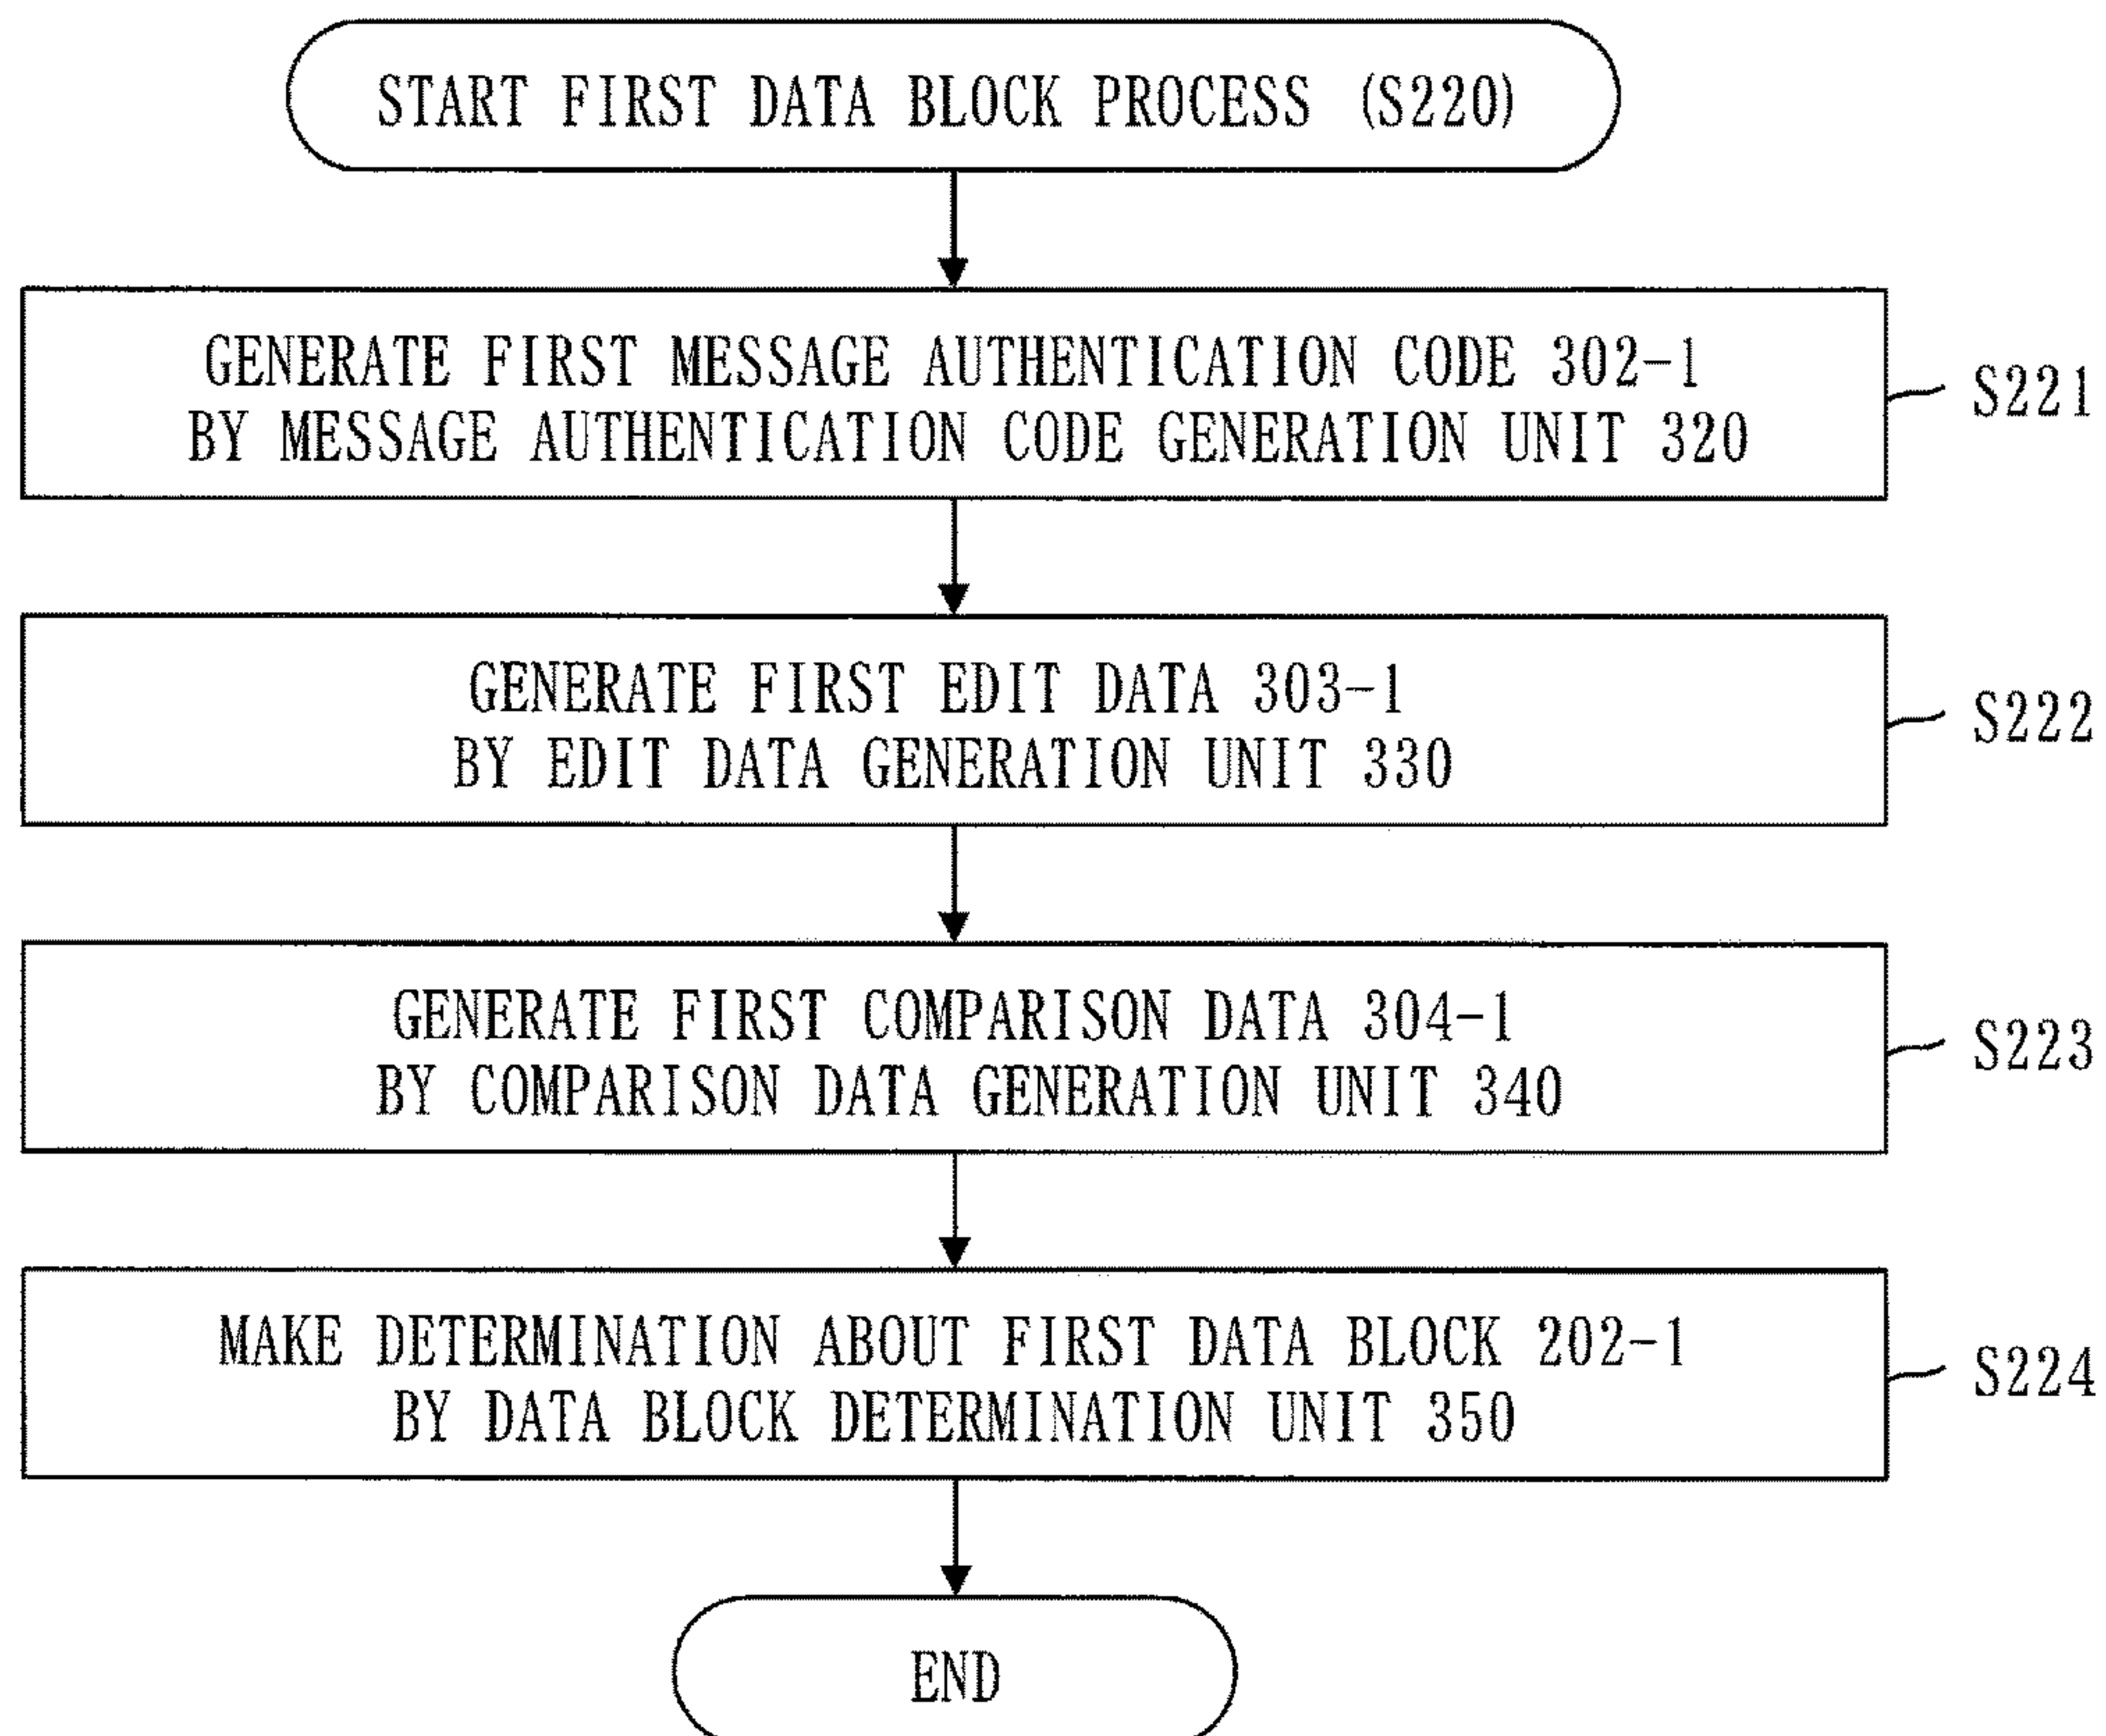 START FIRST DATA BLOCK PROCESS (S220)
GENERATE FIRST MESSAGE AUTHENTICATION CODE 302-1
BY MESSAGE AUTHENTICATION CODE GENERATION UNIT 320
S221
GENERATE FIRST EDIT DATA 303-1
BY EDIT DATA GENERATION UNIT 330
S222
GENERATE FIRST COMPARISON DATA 304-1
BY COMPARISON DATA GENERATION UNIT 340
S223
MAKE DETERMINATION ABOUT FIRST DATA BLOCK 202-1
BY DATA BLOCK DETERMINATION UNIT 350
S224
END